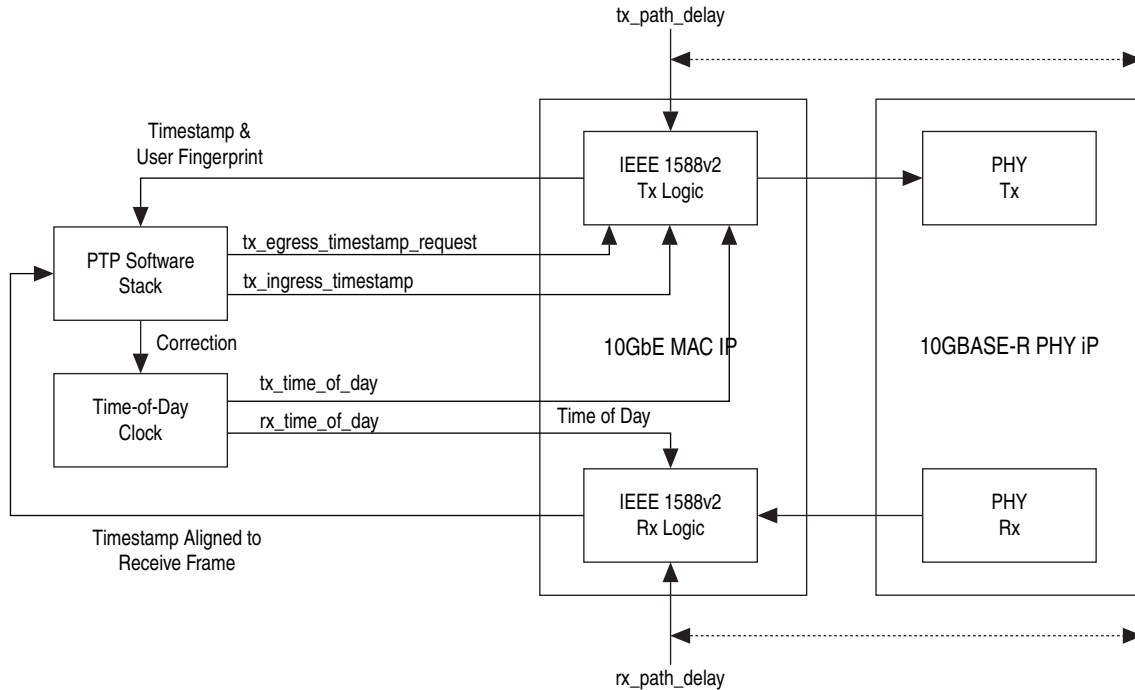 tx_path_delay
Timestamp &
User Fingerprint
IEEE 1588v2
Tx Logic
PHY
Tx
tx_egress_timestamp_request
PTP Software
Stack
tx_ingress_timestamp
Correction
10GbE MAC IP
10GBASE-R PHY iP
tx_time_of_day
Time-of-Day
Clock
rx_time_of_day
Time of Day
IEEE 1588v2
Rx Logic
PHY
Rx
Timestamp Aligned to
Receive Frame
rx_path_delay